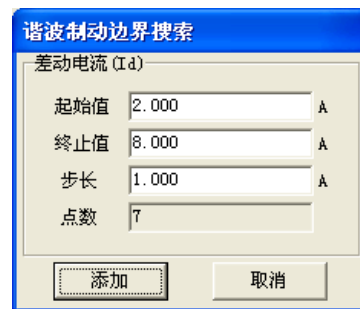 谐波制动边界搜索
差动电流(Id)
起始值 2.000 A
终止值 8.000 A
步长 1.000 A
点数 7
添加 取消